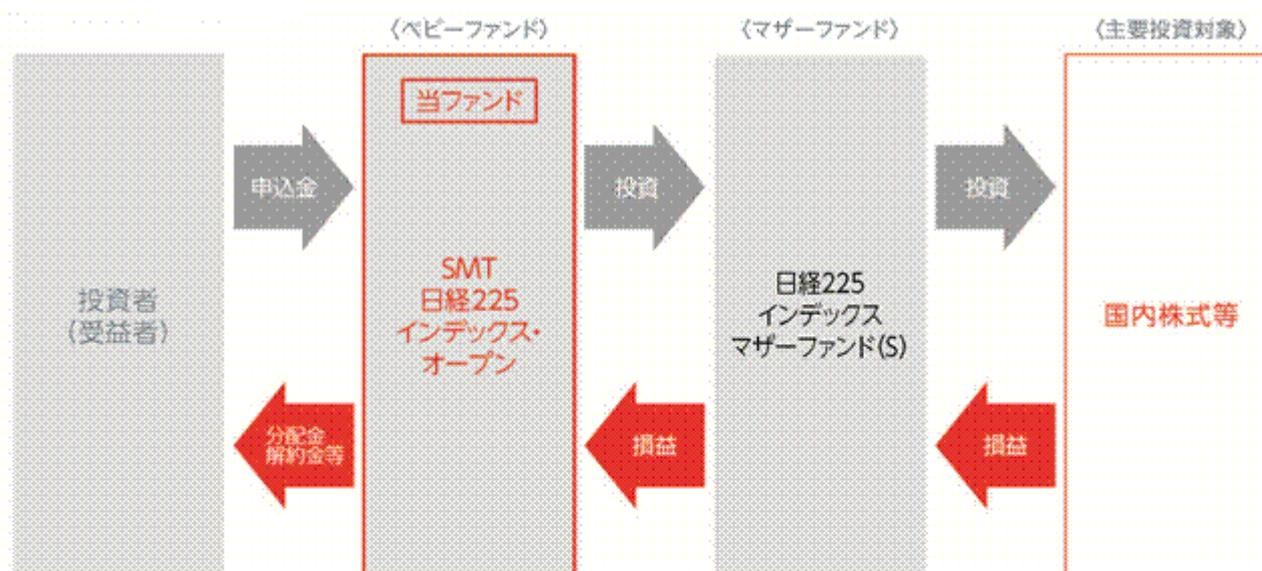 〈ベビーファンド〉
〈マザーファンド〉
〈主要投資対象〉
当ファンド
申込金
投資
投資
投資者
(受益者)
SMT
日経225
インデックス・
オープン
日経225
インデックス
マザーファンド(S)
国内株式等
分配金
解約金等
損益
損益